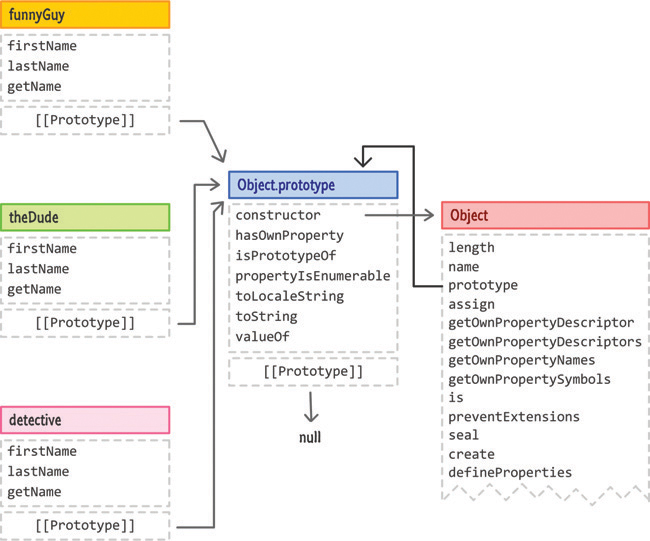 funnyGuy
firstName
lastName
getName
[[Prototype]]
theDude
firstName
lastName
getName
[[Prototype]]
detective
firstName
lastName
getName
[[Prototype]]
Object.prototype
constructor
hasOwnProperty
isPrototypeOf
propertyIsEnumerable
toLocaleString
toString
valueOf
[[Prototype]]
null
Object
length
name
prototype
assign
getOwnPropertyDescriptor
getOwnPropertyDescriptors
getOwnPropertyNames
getOwnPropertySymbols
is
preventExtensions
seal
create
defineProperties